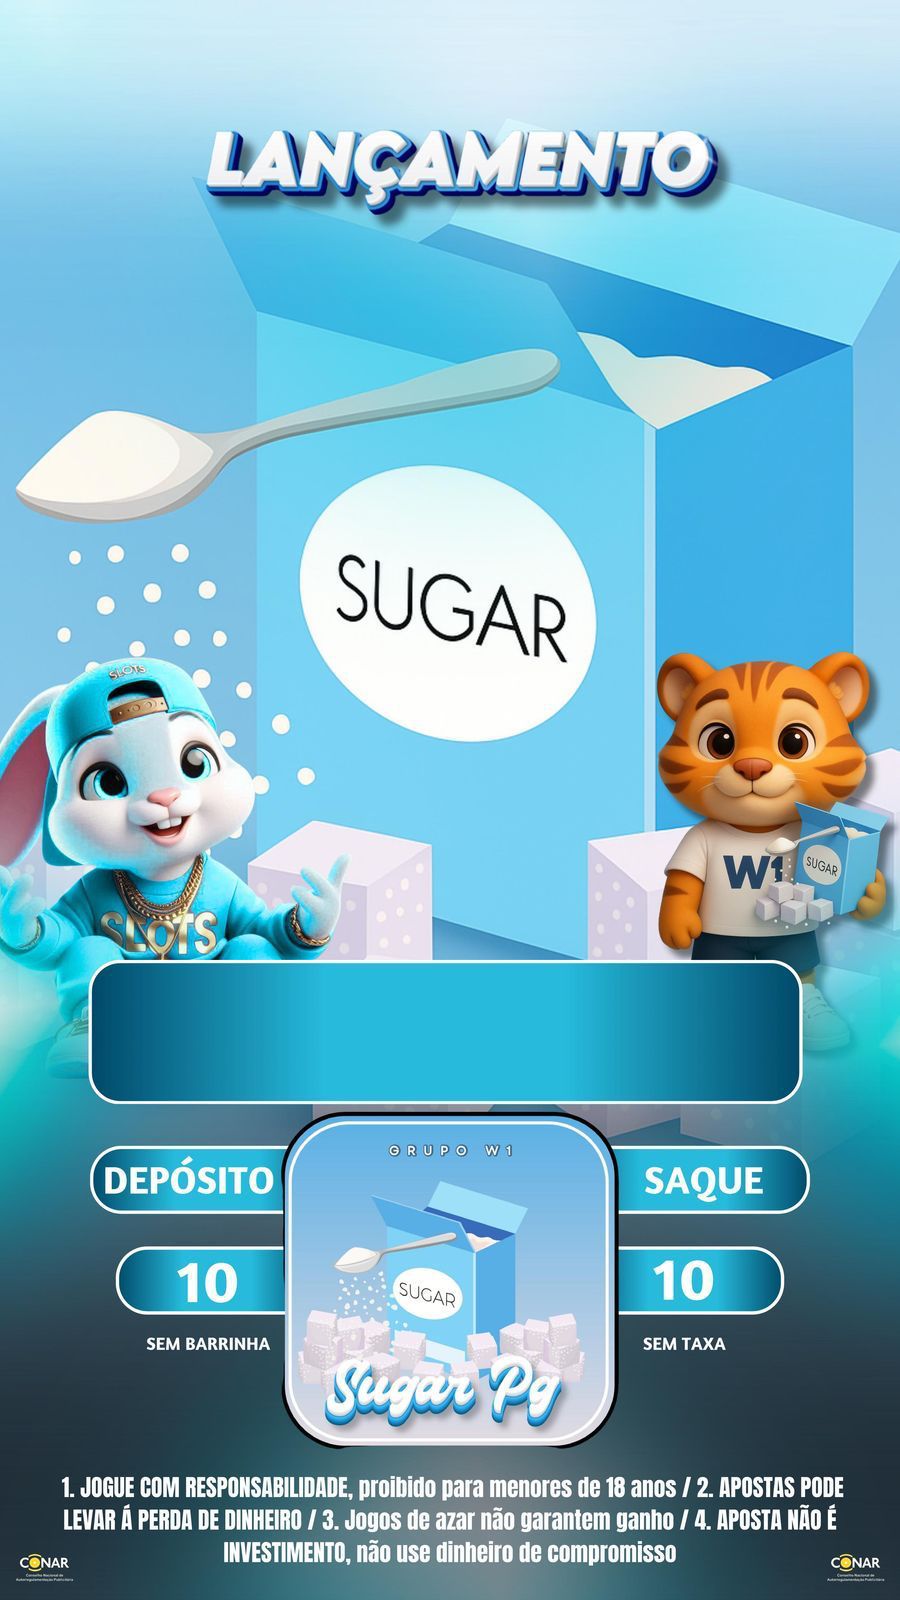 LANÇAMENTO
SUGAR
SLOTS
SLOTS
W1
SUGAR
GRUPO W1
DEPÓSITO
SAQUE
10
10
SUGAR
SEM BARRINHA
SEM TAXA
Sugar Pg
1. JOGUE COM RESPONSABILIDADE, proibido para menores de 18 anos / 2. APOSTAS PODE
LEVAR Á PERDA DE DINHEIRO / 3. Jogos de azar não garantem ganho / 4. APOSTA NÃO É
INVESTIMENTO, não use dinheiro de compromisso
CONAR
Conselho Nacional de
Autorregulamentação Publicitária
CONAR
Conselho Nacional de
Autorregulamentação Publicitária